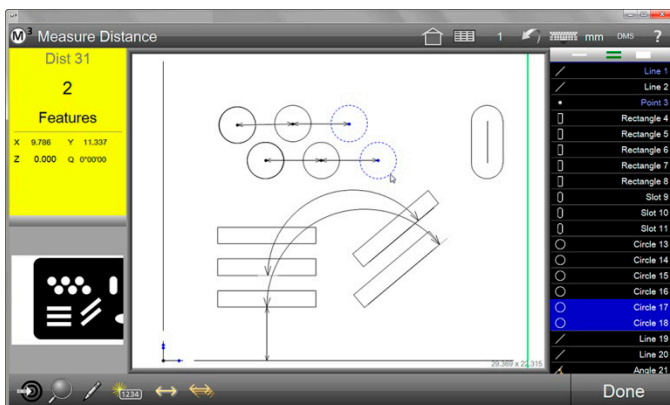 M3 Measure Distance
1
mm
DMS
?
Dist 31
2
Features
X 9.786 Y 11.337
Z 0.000 Q 0°00'00
Line 1
Line 2
Point 3
Rectangle 4
Rectangle 5
Rectangle 6
Rectangle 7
Rectangle 8
Slot 9
Slot 10
Slot 11
Circle 13
Circle 14
Circle 15
Circle 16
Circle 17
Circle 18
Line 19
Line 20
Angle 21
29.369 x 22.315
1234
Done